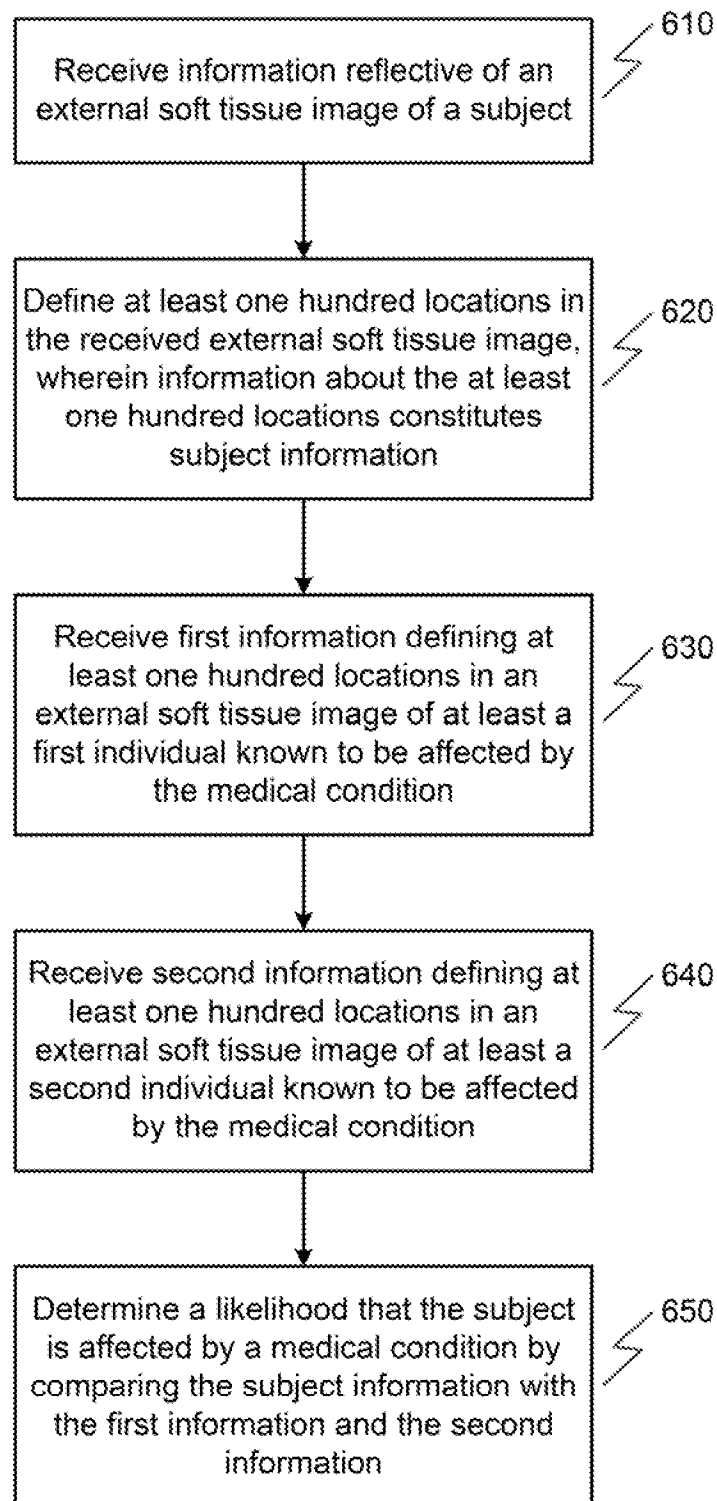 610
Receive information reflective of an
external soft tissue image of a subject
620
Define at least one hundred locations in
the received external soft tissue image,
wherein information about the at least
one hundred locations constitutes
subject information
630
Receive first information defining at
least one hundred locations in an
external soft tissue image of at least a
first individual known to be affected by
the medical condition
640
Receive second information defining at
least one hundred locations in an
external soft tissue image of at least a
second individual known to be affected
by the medical condition
650
Determine a likelihood that the subject
is affected by a medical condition by
comparing the subject information with
the first information and the second
information